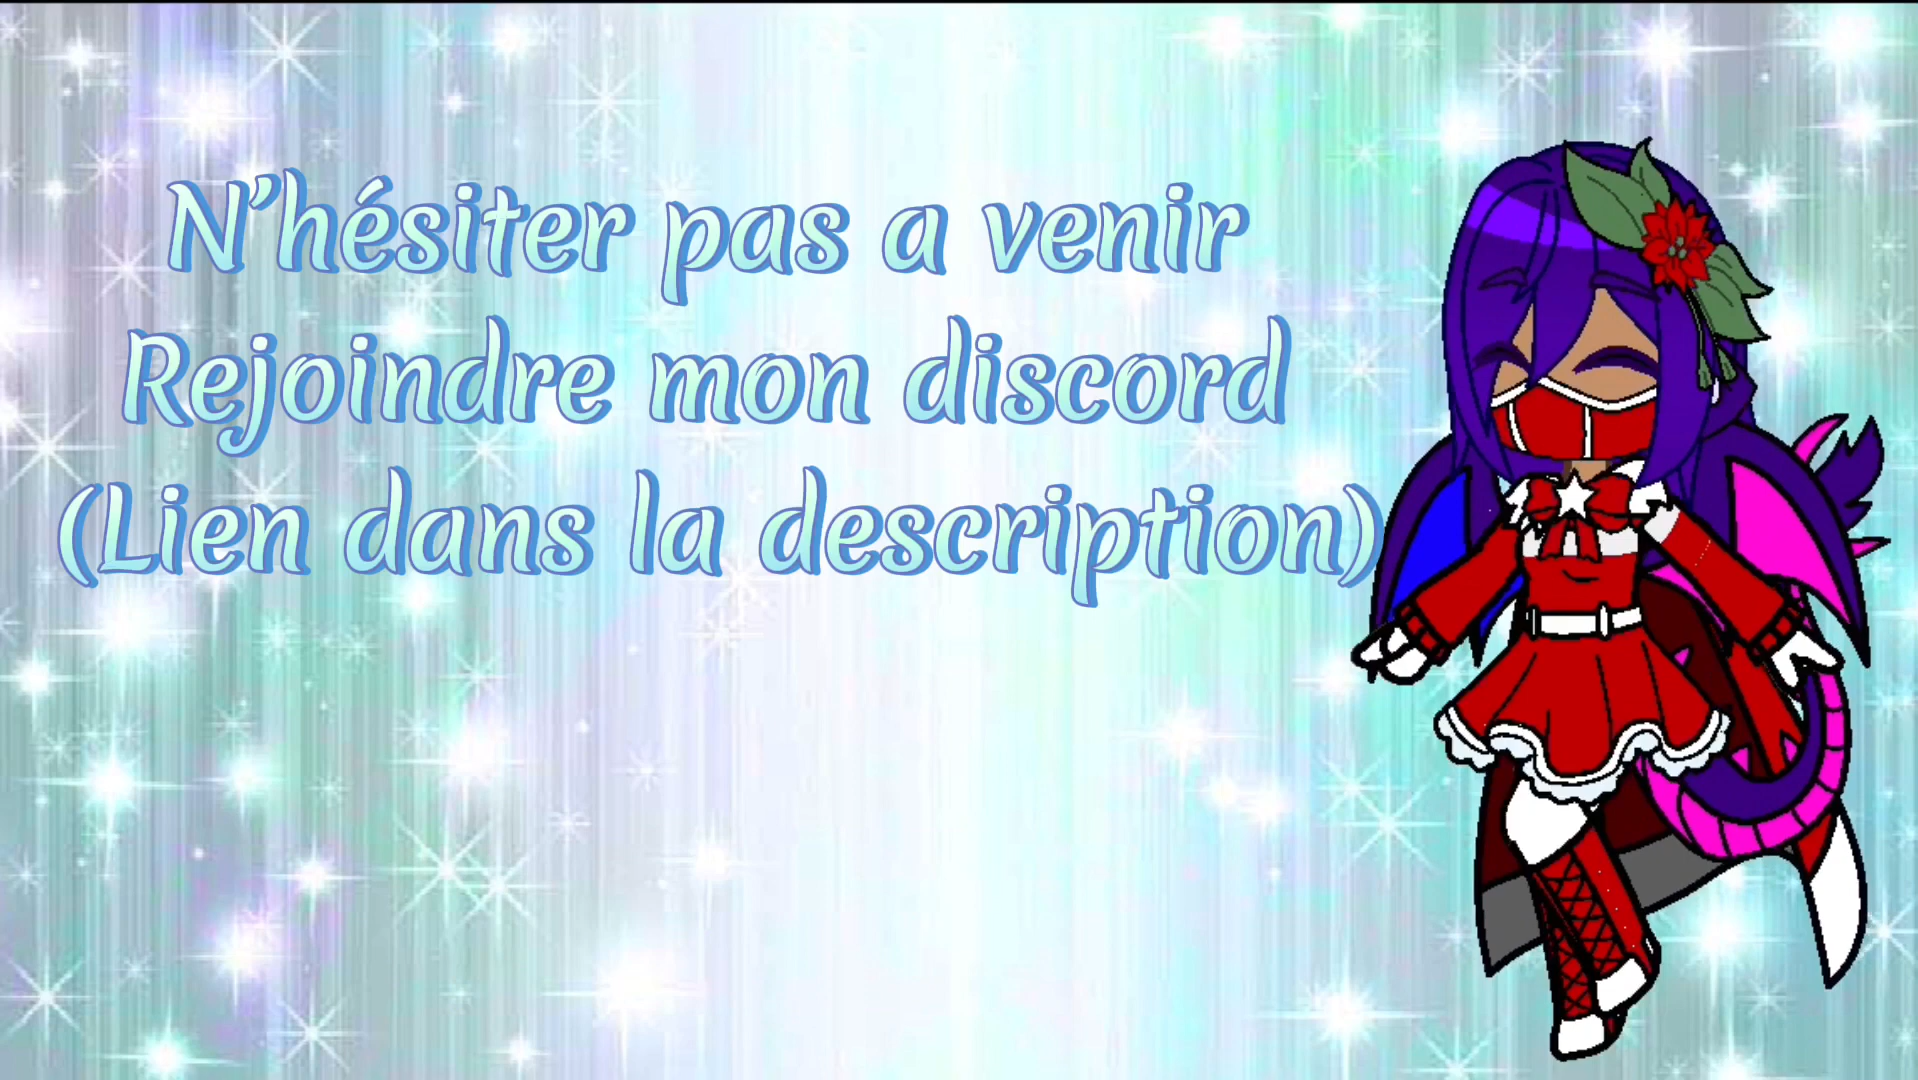 N'hésiter pas a venir
Rejoindre mon discord
(Lien dans la description)